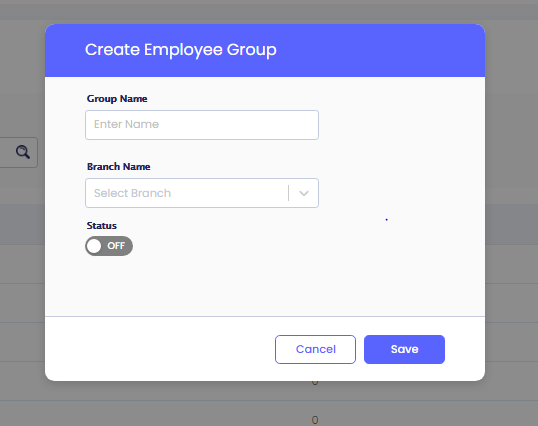 Create Employee Group
Group Name
Enter Name
Branch Name
Select Branch
Status
OFF
Cancel
Save
0
0